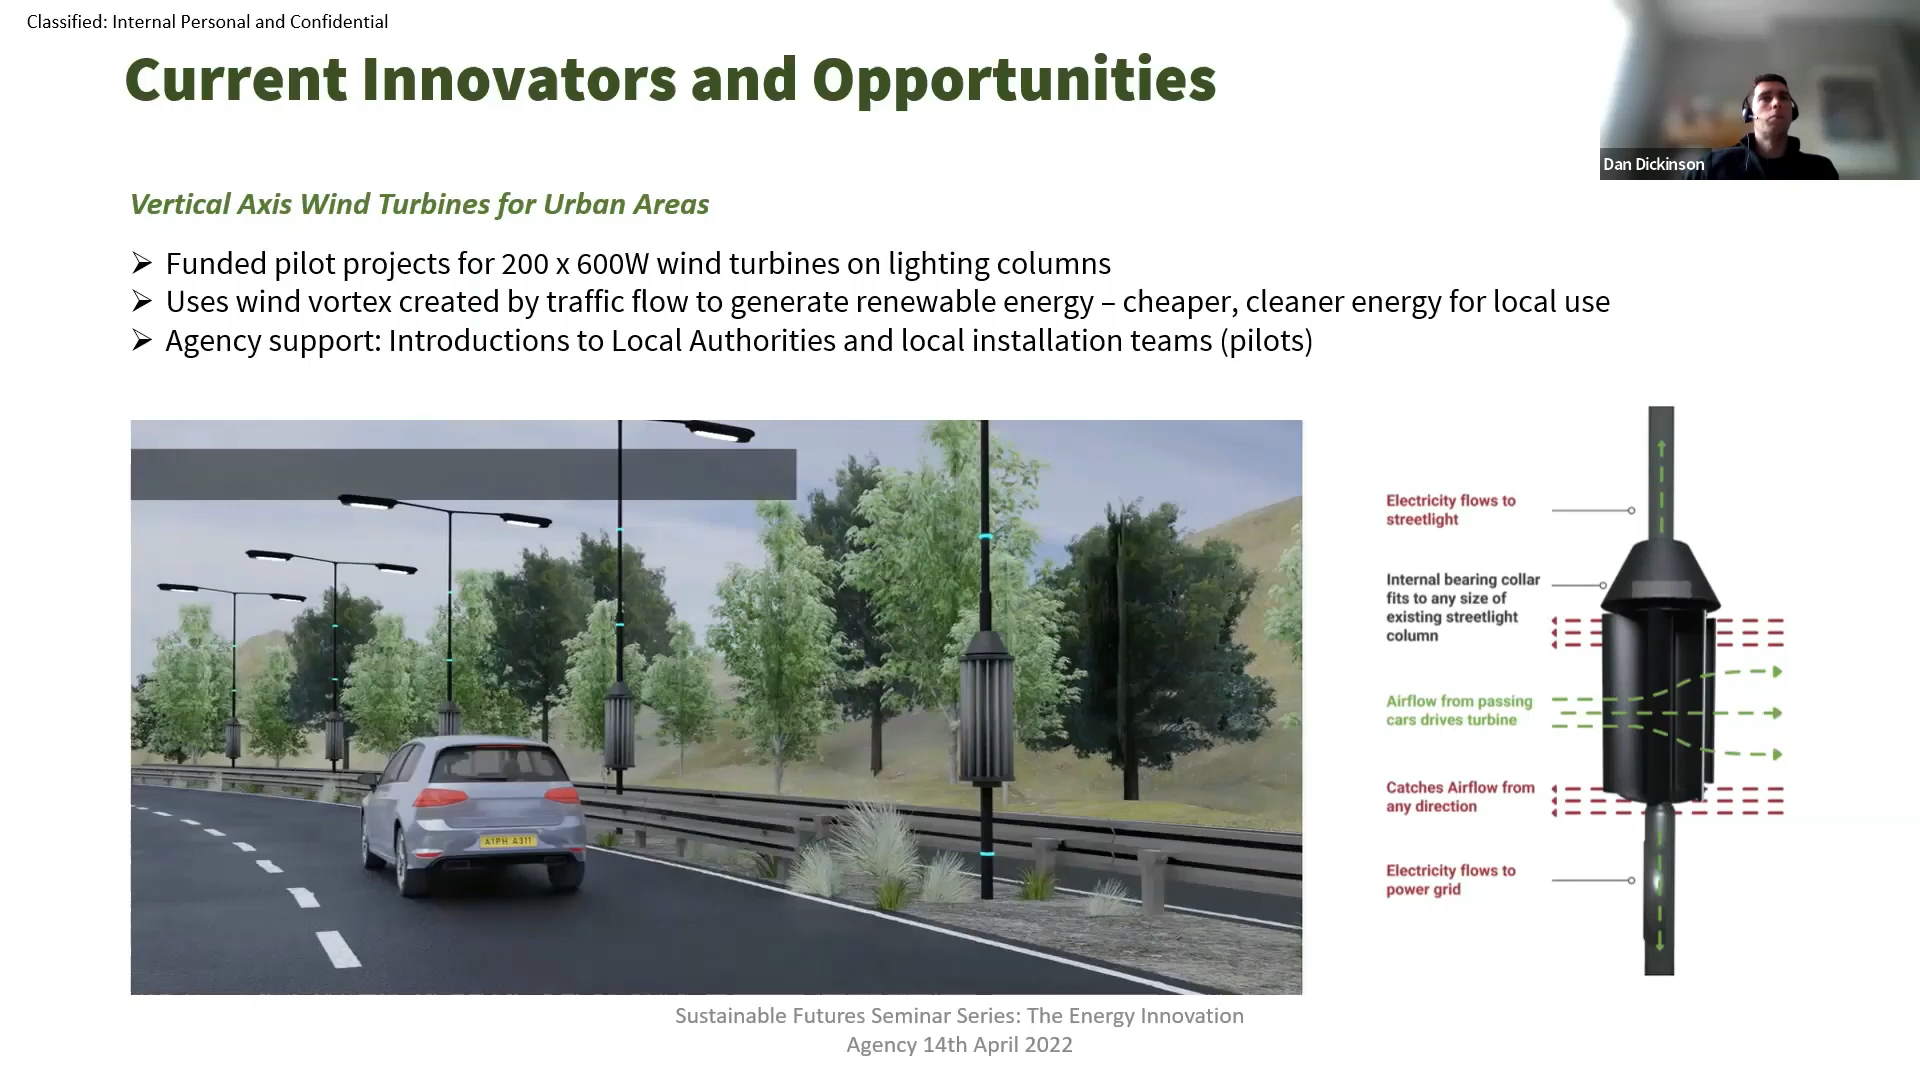 Classified: Internal Personal and Confidential
Current Innovators and Opportunities
Dan Dickinson
Vertical Axis Wind Turbines for Urban Areas
➢ Funded pilot projects for 200 x 600W wind turbines on lighting columns
➢ Uses wind vortex created by traffic flow to generate renewable energy – cheaper, cleaner energy for local use
➢ Agency support: Introductions to Local Authorities and local installation teams (pilots)
A1PH A311
Electricity flows to
streetlight
Internal bearing collar
fits to any size of
existing streetlight
column
Airflow from passing
cars drives turbine
Catches Airflow from
any direction
Electricity flows to
power grid
Sustainable Futures Seminar Series: The Energy Innovation
Agency 14th April 2022